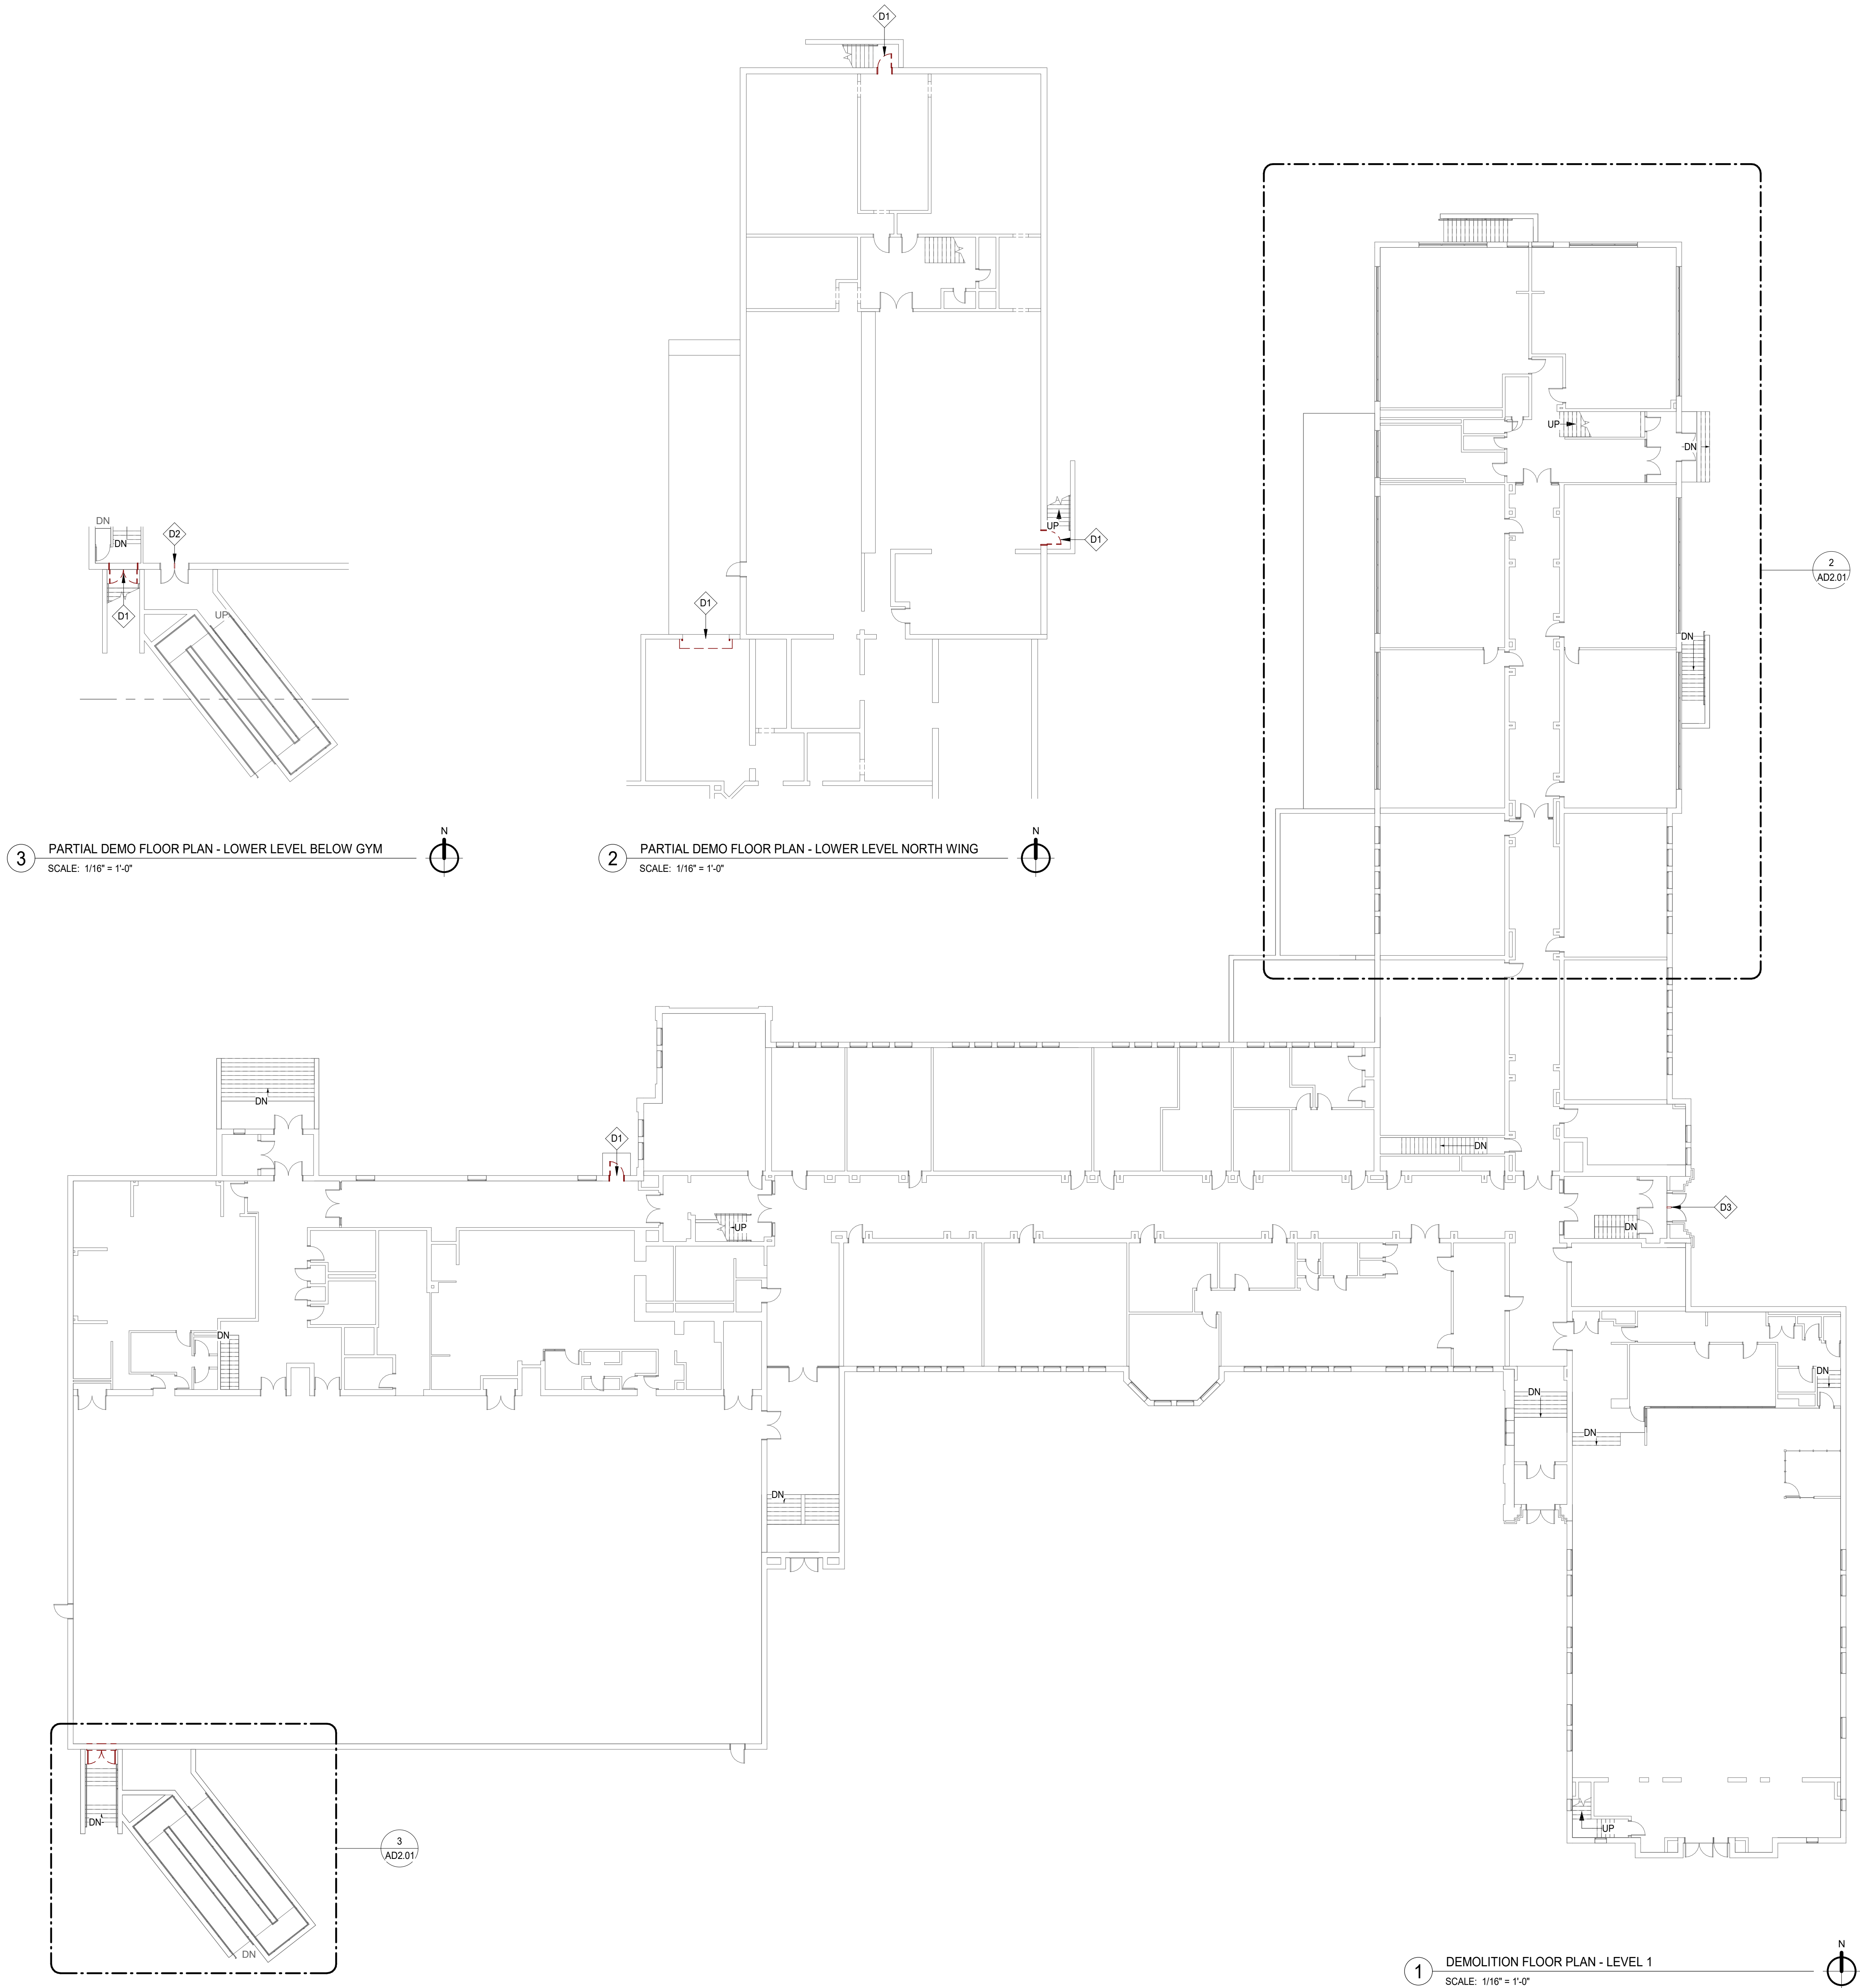 D1
D1
D1
2
PARTIAL DEMO FLOOR PLAN - LOWER LEVEL NORTH WING
SCALE: 1/16" = 1'-0"
N
UP
DN
DN
D2
D1
UP
3
PARTIAL DEMO FLOOR PLAN - LOWER LEVEL BELOW GYM
SCALE: 1/16" = 1'-0"
N
UP
DN
DN
2
AD2.01
DN
D1
UP
DN
DN
D3
DN
DN
DN
DN
DN
UP
DN
DN
3
AD2.01
1
DEMOLITION FLOOR PLAN - LEVEL 1
SCALE: 1/16" = 1'-0"
N